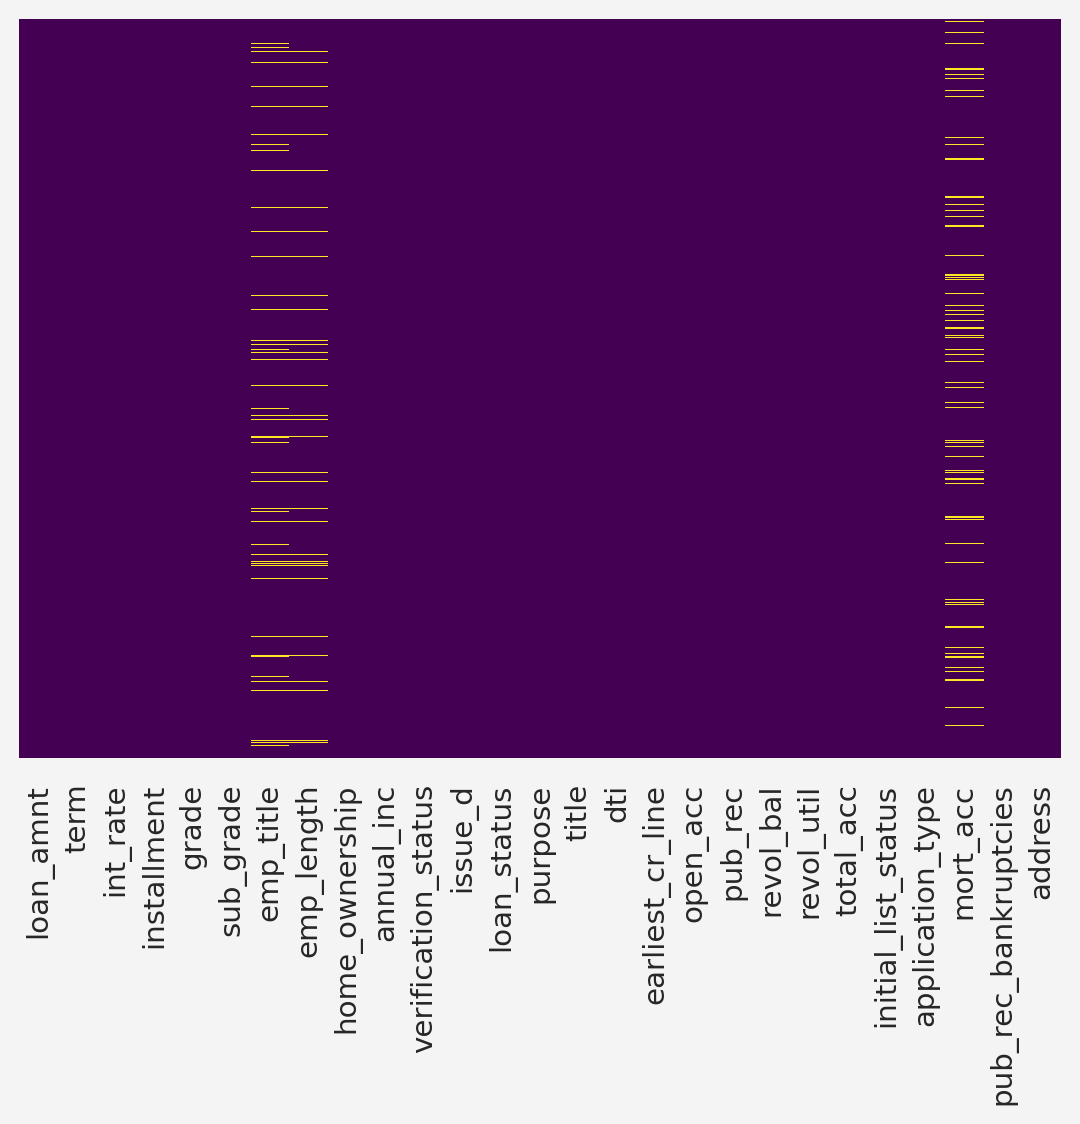 loan_amnt
term
int_rate
installment
grade
sub_grade
emp_title
emp_length
home_ownership
annual_inc
verification_status
issue_d
loan_status
purpose
title
dti
earliest_cr_line
open_acc
pub_rec
revol_bal
revol_util
total_acc
initial_list_status
application_type
mort_acc
pub_rec_bankruptcies
address